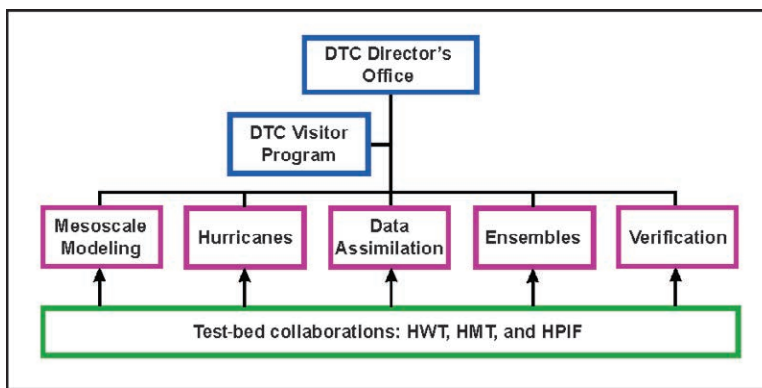 DTC Director's
Office
DTC Visitor
Program
Mesoscale
Modeling
Hurricanes
Data
Assimilation
Ensembles
Verification
Test-bed collaborations: HWT, HMT, and HPIF